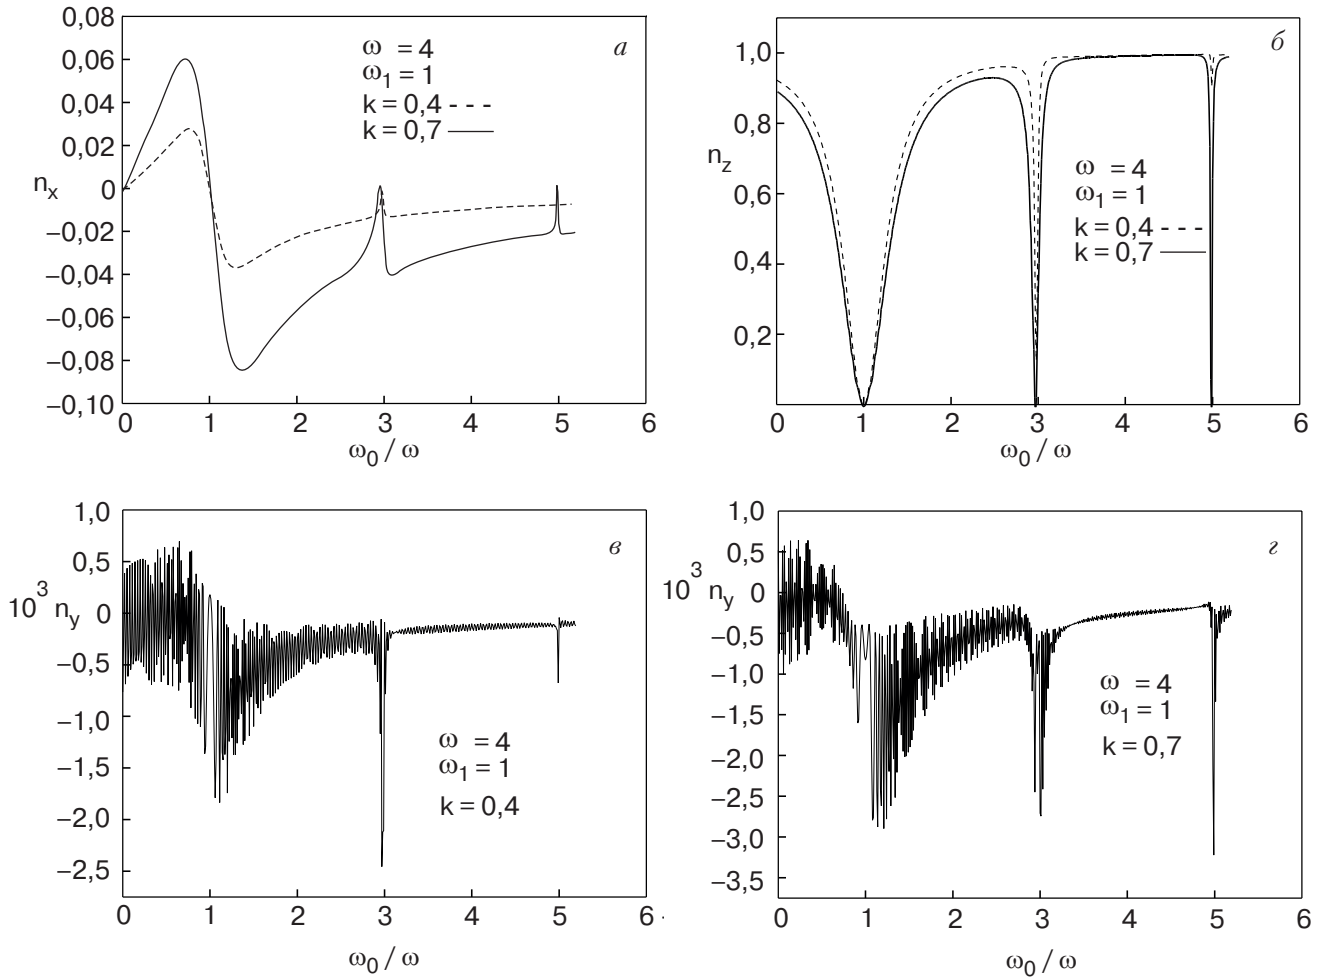 0,08
0,06
0,04
0,02
0
−0,02
−0,04
−0,06
−0,08
−0,10
n_x
а
ω = 4
ω_1 = 1
k = 0,4 - - -
k = 0,7 —
0 1 2 3 4 5 6
ω_0 / ω
1,0
0,8
0,6
0,4
0,2
n_z
б
ω = 4
ω_1 = 1
k = 0,4 - - -
k = 0,7 —
0 1 2 3 4 5 6
ω_0 / ω
1,0
0,5
0
−0,5
−1,0
−1,5
−2,0
−2,5
10^3 n_y
в
ω = 4
ω_1 = 1
k = 0,4
0 1 2 3 4 5 6
ω_0 / ω
1,0
0,5
0
−0,5
−1,0
−1,5
−2,0
−2,5
−3,0
−3,5
10^3 n_y
г
ω = 4
ω_1 = 1
k = 0,7
0 1 2 3 4 5 6
ω_0 / ω